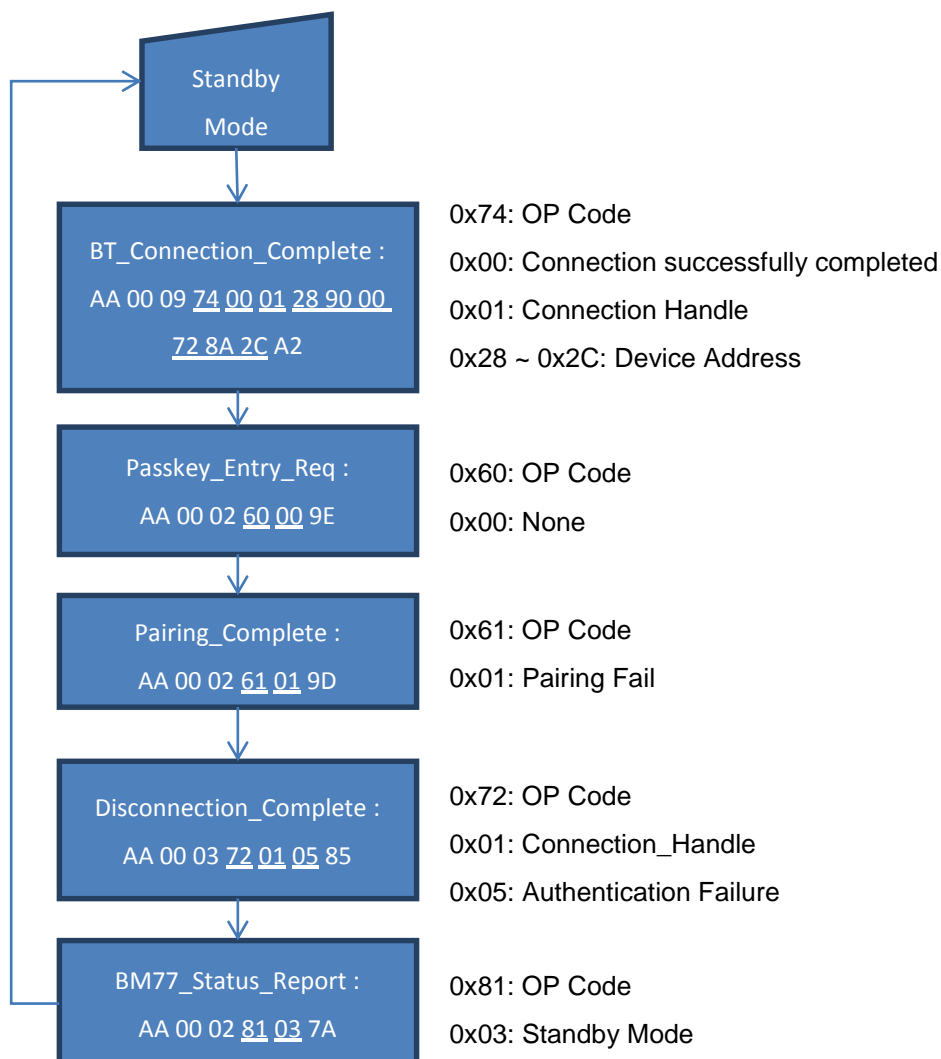 Standby
Mode
BT_Connection_Complete :
AA 00 09 74 00 01 28 90 00
72 8A 2C A2
0x74: OP Code
0x00: Connection successfully completed
0x01: Connection Handle
0x28 ~ 0x2C: Device Address
Passkey_Entry_Req :
AA 00 02 60 00 9E
0x60: OP Code
0x00: None
Pairing_Complete :
AA 00 02 61 01 9D
0x61: OP Code
0x01: Pairing Fail
Disconnection_Complete :
AA 00 03 72 01 05 85
0x72: OP Code
0x01: Connection_Handle
0x05: Authentication Failure
BM77_Status_Report :
AA 00 02 81 03 7A
0x81: OP Code
0x03: Standby Mode